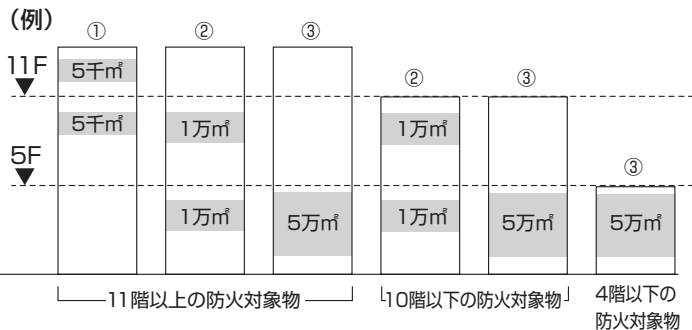 （例）
① ② ③
11F 5千㎡
② ③
5千㎡ 1万㎡ 1万㎡
5F
③
1万㎡ 5万㎡ 1万㎡ 5万㎡ 5万㎡
11階以上の防火対象物 10階以下の防火対象物 4階以下の
防火対象物